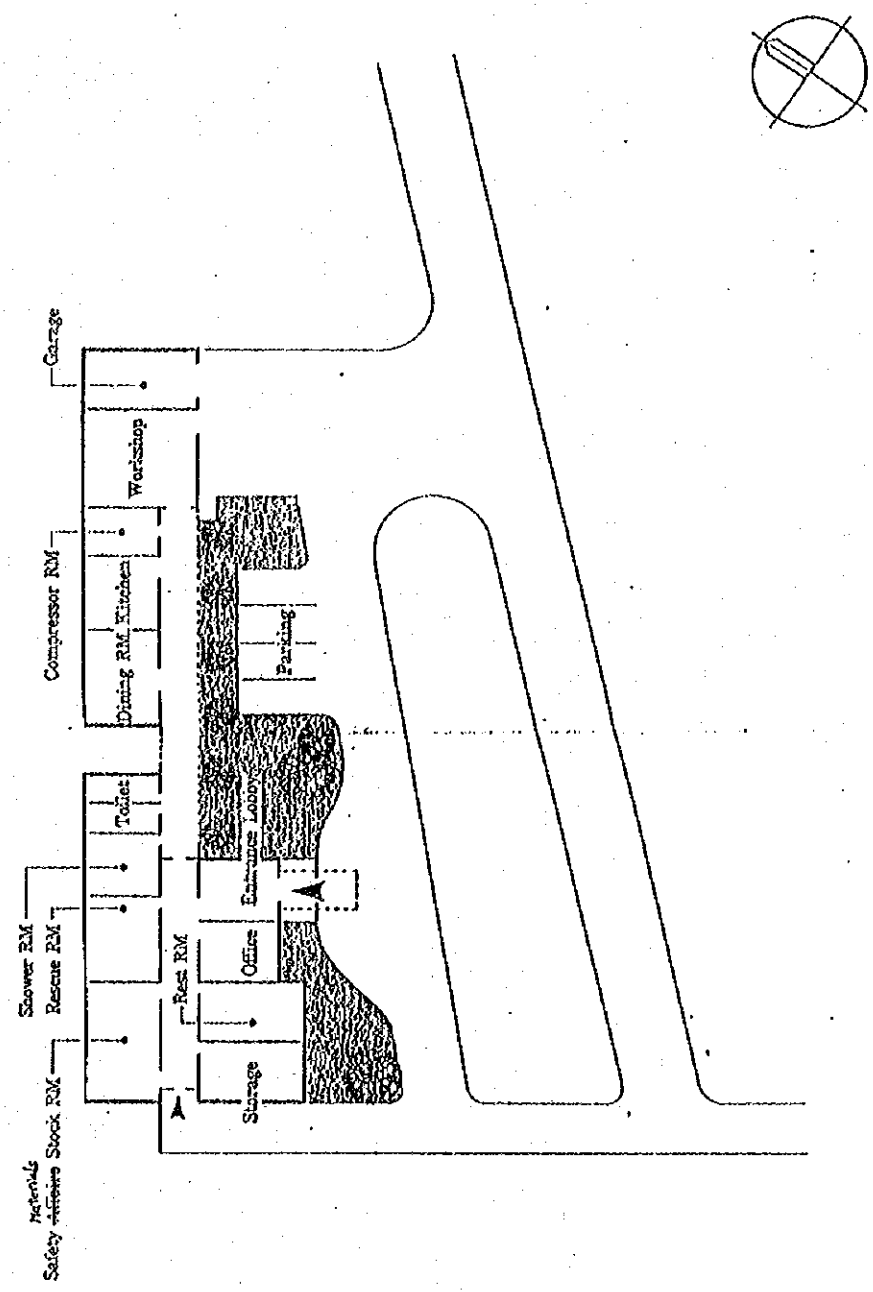 Garage
Workshop
Compressor RM
Kitchen
Dining RM
Parking
Toilet
Entrance Lobby
Shower RM
Rescue RM
Office
Rest RM
Storage
Materials
Safety Affairs Stock RM